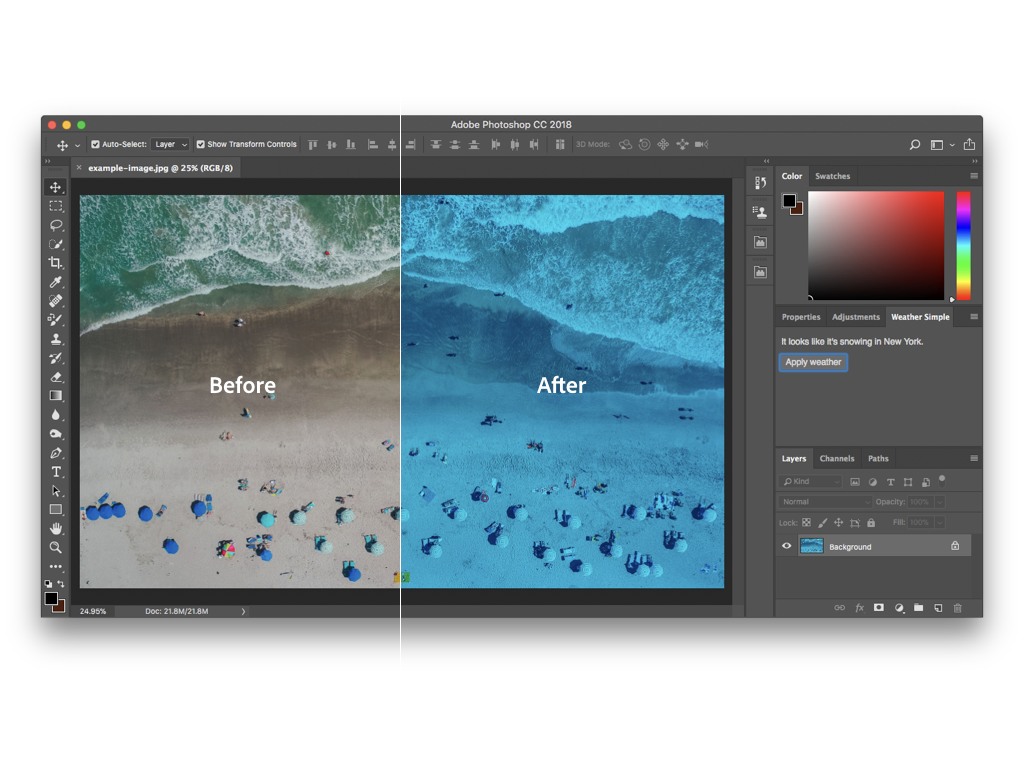 Adobe Photoshop CC 2018
Auto-Select: Layer Show Transform Controls 3D Mode:
example-image.jpg @ 25% (RGB/8)
Color Swatches
Properties Adjustments Weather Simple
It looks like it's snowing in New York.
Apply weather
Before After
Layers Channels Paths
Kind
Normal Opacity: 100%
Lock: Fill: 100%
Background
fx
24.95% Doc: 21.8M/21.8M